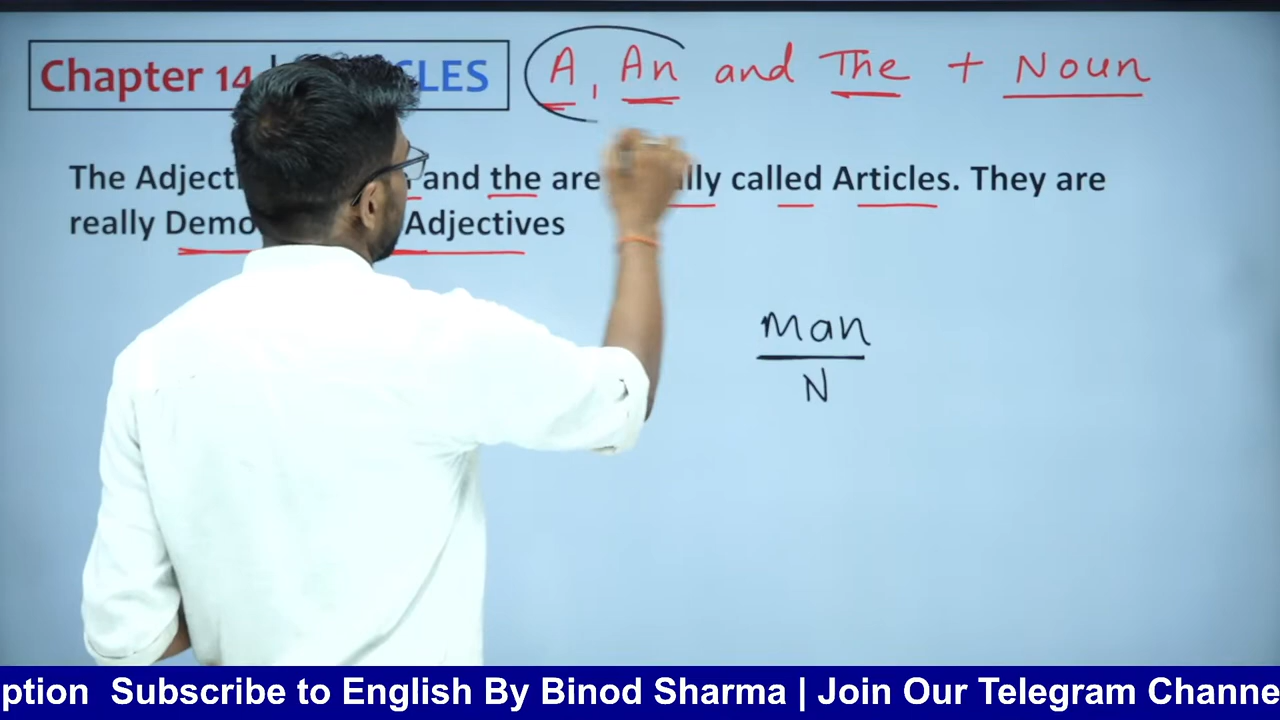 Chapter 14 CLES
A, An and The + Noun
The Adjecti and the are lly called Articles. They are
really Demo Adjectives
Man
N
ption Subscribe to English By Binod Sharma | Join Our Telegram Channe